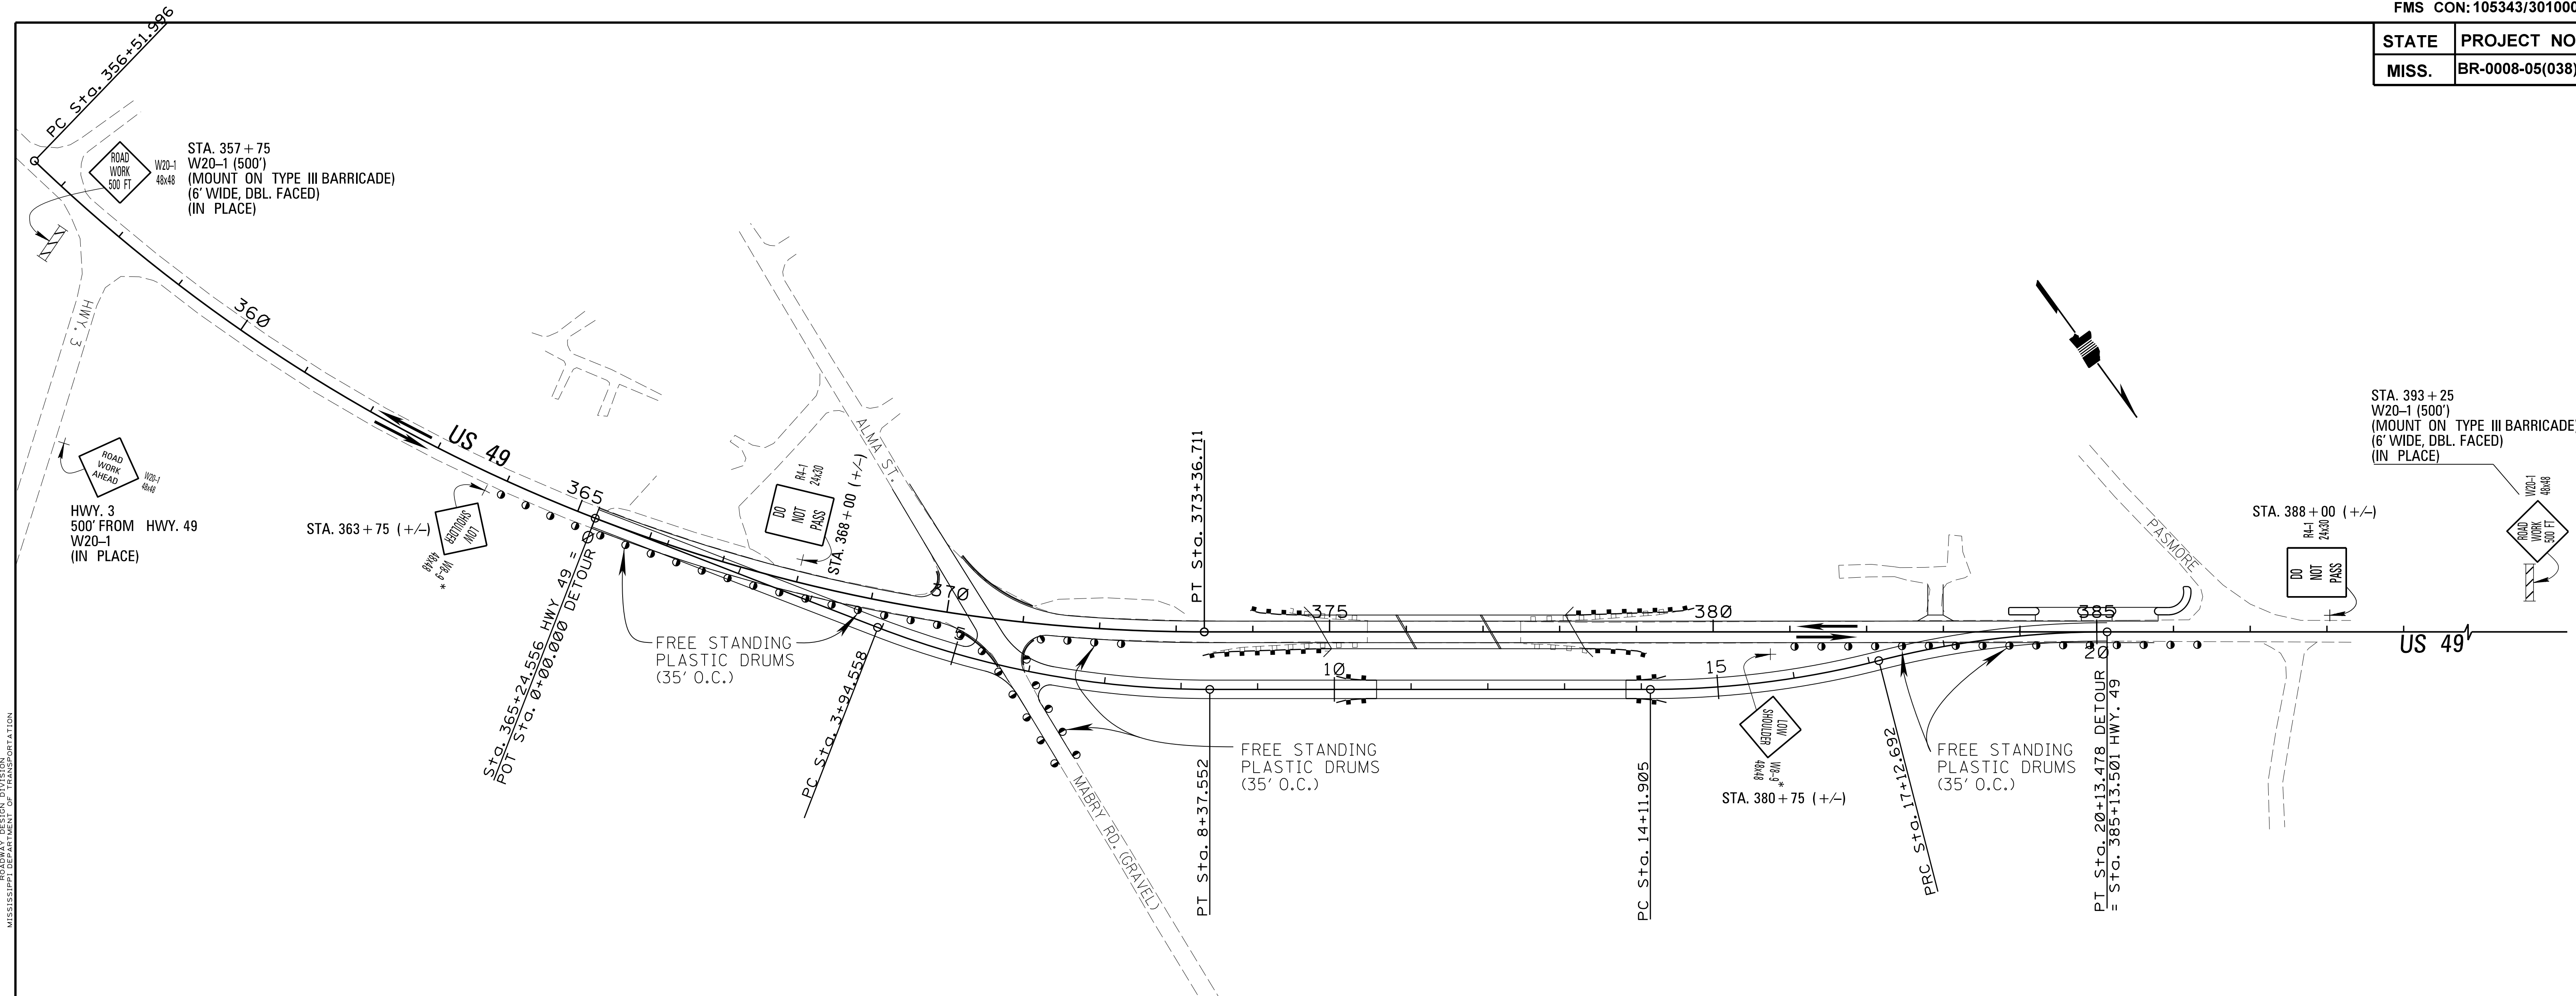 FMS CON: 105343/301000
STATE PROJECT NO
MISS. BR-0008-05(038)
PC Sta. 356+51.996
ROAD
WORK
500 FT
W20-1
48x48
STA. 357+75
W20-1 (500')
(MOUNT ON TYPE III BARRICADE)
(6' WIDE, DBL. FACED)
(IN PLACE)
HWY. 3
360
ROAD
WORK
AHEAD
W20-1
48x48
HWY. 3
500' FROM HWY. 49
W20-1
(IN PLACE)
US 49
365
STA. 363+75 (+/-)
LOW
SHOULDER
W8-9 *
48x48
Sta. 365+24.556 HWY 49 =
POT Sta. 0+00.000 DETOUR
0
FREE STANDING
PLASTIC DRUMS
(35' O.C.)
PC Sta. 3+94.558
DO
NOT
PASS
R4-1
24x30
STA. 368+00 (+/-)
ALMA ST.
370
5
MABRY RD. (GRAVEL)
FREE STANDING
PLASTIC DRUMS
(35' O.C.)
PT Sta. 373+36.711
PT Sta. 8+37.552
375
10
380
15
PC Sta. 14+11.905
LOW
SHOULDER
W8-9 *
48x48
STA. 380+75 (+/-)
PRC Sta. 17+12.692
FREE STANDING
PLASTIC DRUMS
(35' O.C.)
385
20
PT Sta. 20+13.478 DETOUR
= Sta. 385+13.501 HWY. 49
PASMORE
STA. 388+00 (+/-)
R4-1
24x30
DO
NOT
PASS
US 49
STA. 393+25
W20-1 (500')
(MOUNT ON TYPE III BARRICADE)
(6' WIDE, DBL. FACED)
(IN PLACE)
W20-1
48x48
ROAD
WORK
500 FT
ROADWAY DESIGN DIVISION
MISSISSIPPI DEPARTMENT OF TRANSPORTATION